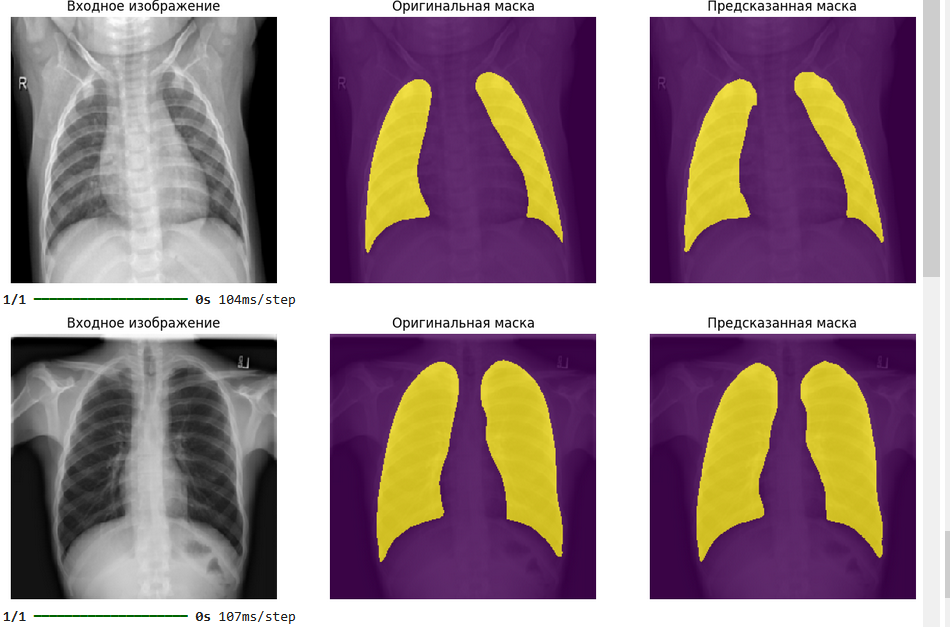 Входное изображение
Оригинальная маска
Предсказанная маска
R
R
R
1/1 0s 104ms/step
Входное изображение
Оригинальная маска
Предсказанная маска
1/1 0s 107ms/step